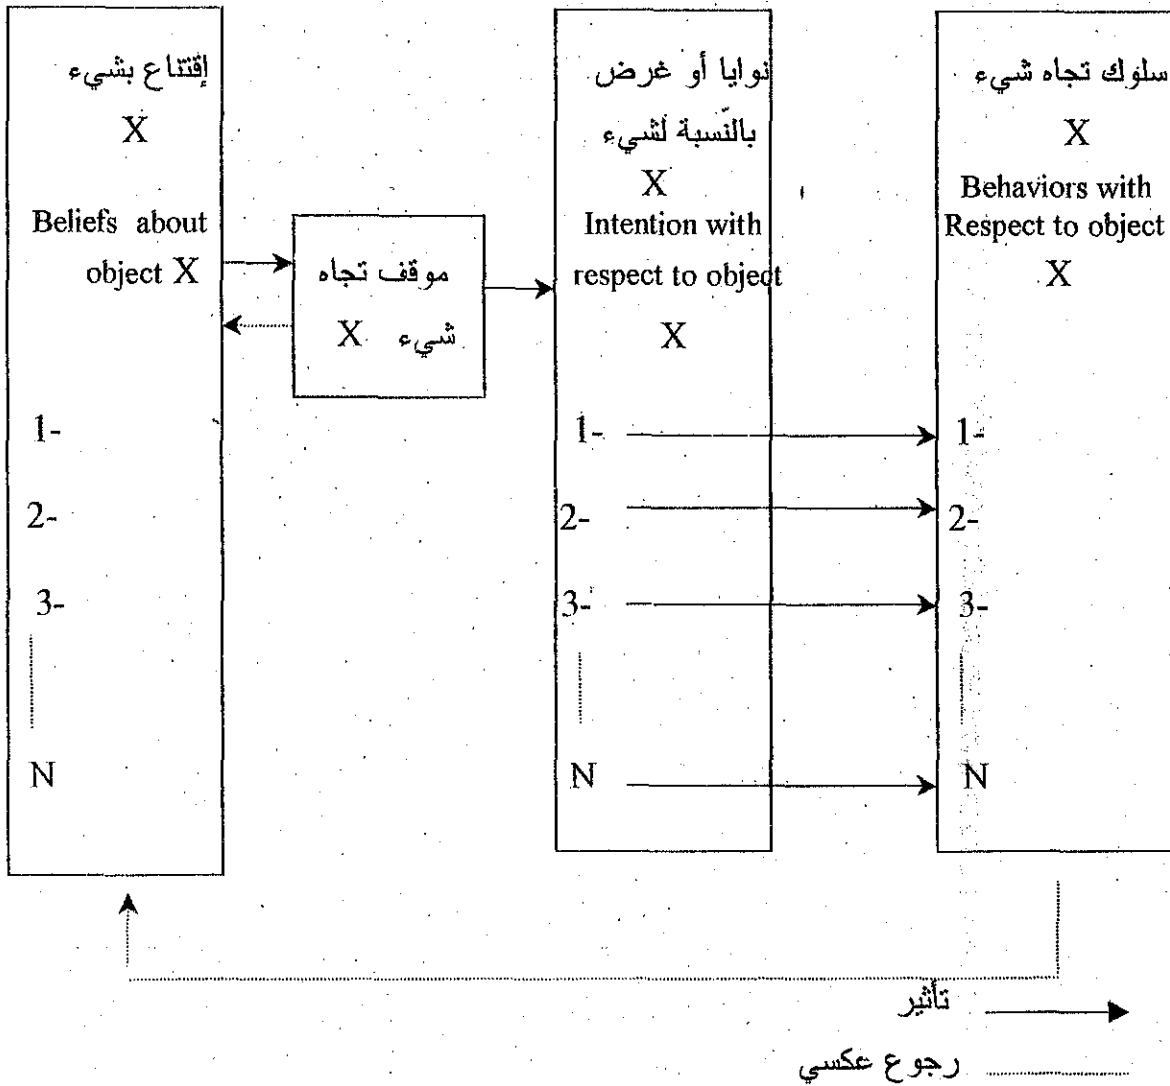 إقتناع بشيء
X
Beliefs about
object X
1-
2-
3-
N
موقف تجاه
شيء X
نوايا أو غرض
بالنّسبة لشيء
X
Intention with
respect to object
X
1-
2-
3-
N
سلوك تجاه شيء
X
Behaviors with
Respect to object
X
1-
2-
3-
N
تأثير
رجوع عكسي